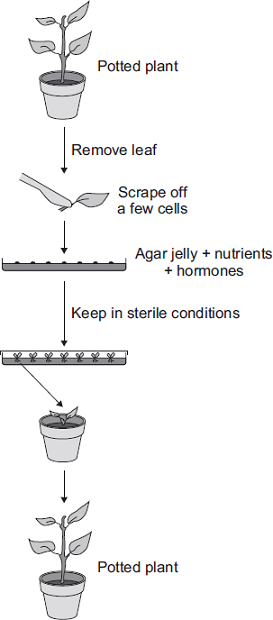 Potted plant
Remove leaf
Scrape off
a few cells
Agar jelly + nutrients
+ hormones
Keep in sterile conditions
Potted plant